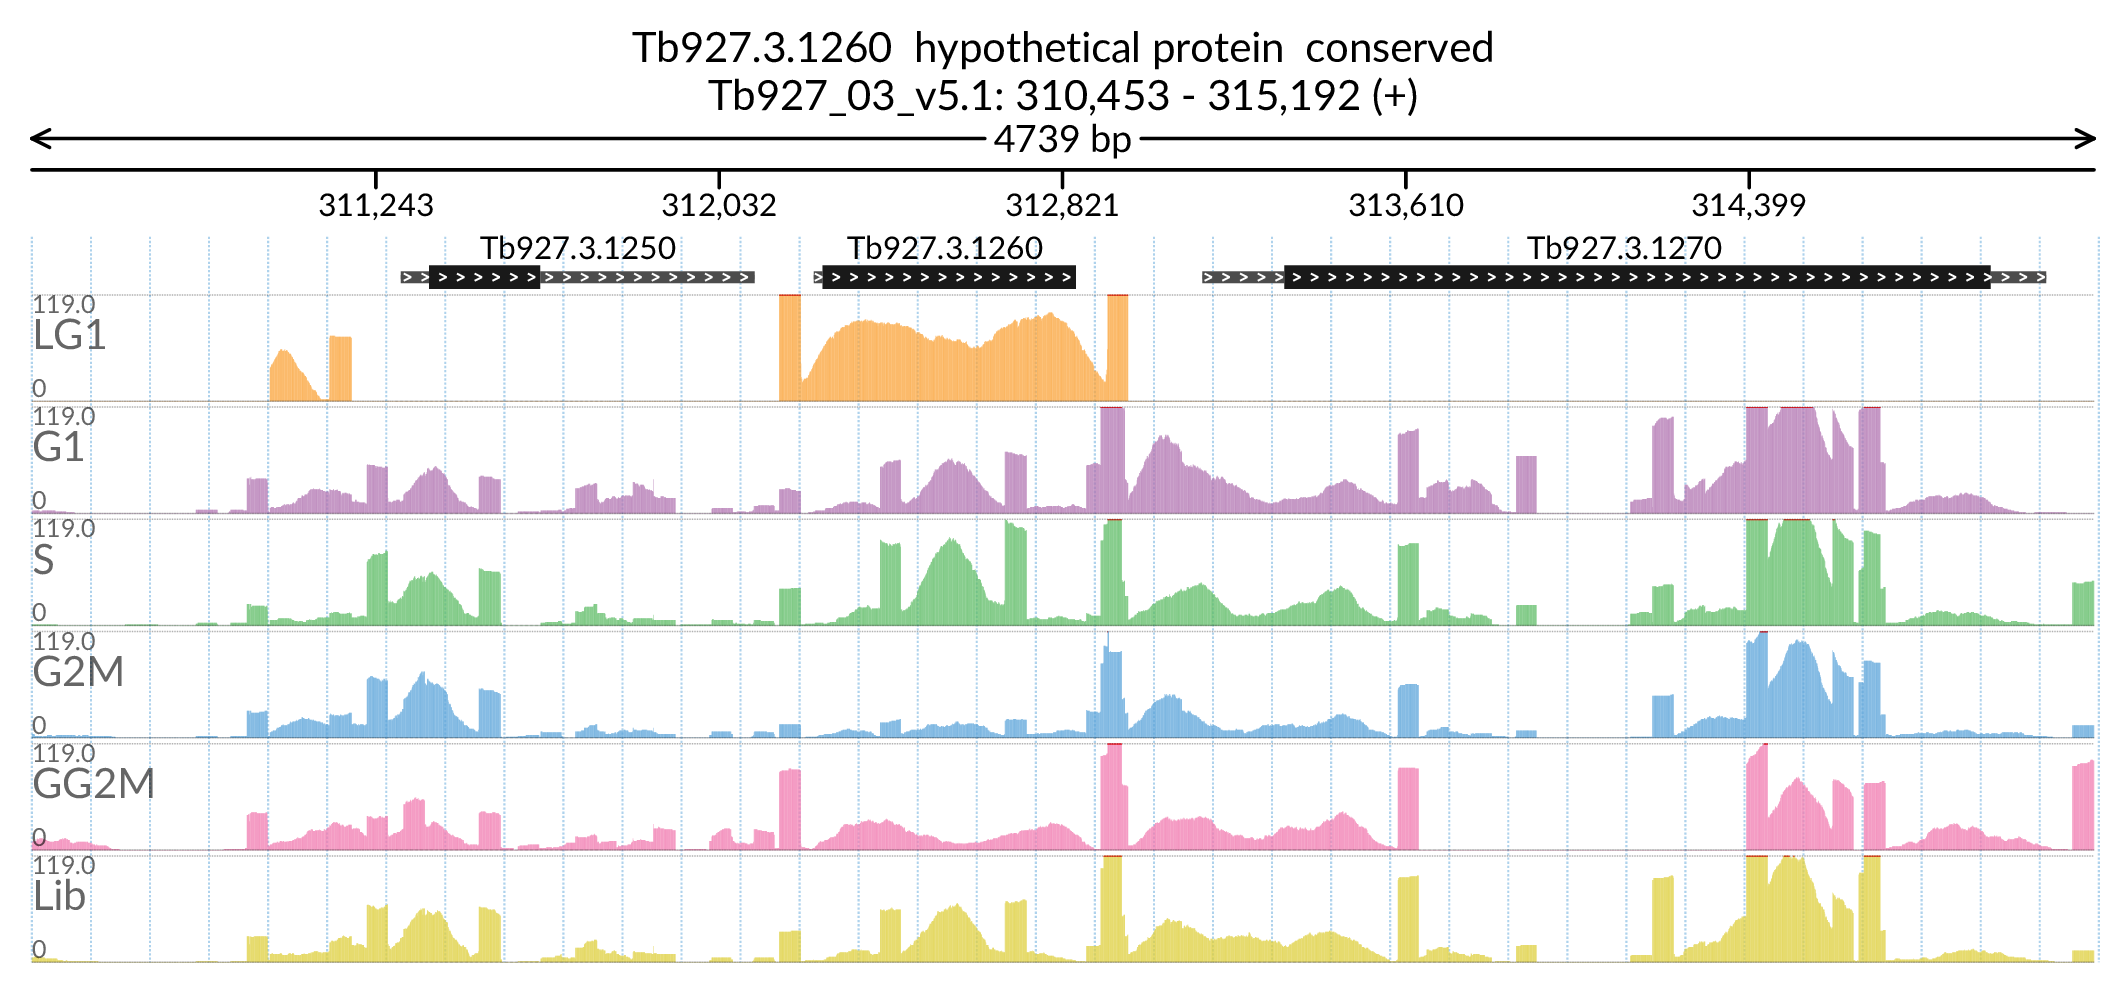 Tb927.3.1260  hypothetical protein  conserved
Tb927_03_v5.1: 310,453 - 315,192 (+)
4739 bp
311,243 312,032 312,821 313,610 314,399
Tb927.3.1250 Tb927.3.1260 Tb927.3.1270
119.0
LG1
0
119.0
G1
0
119.0
S
0
119.0
G2M
0
119.0
GG2M
0
119.0
Lib
0